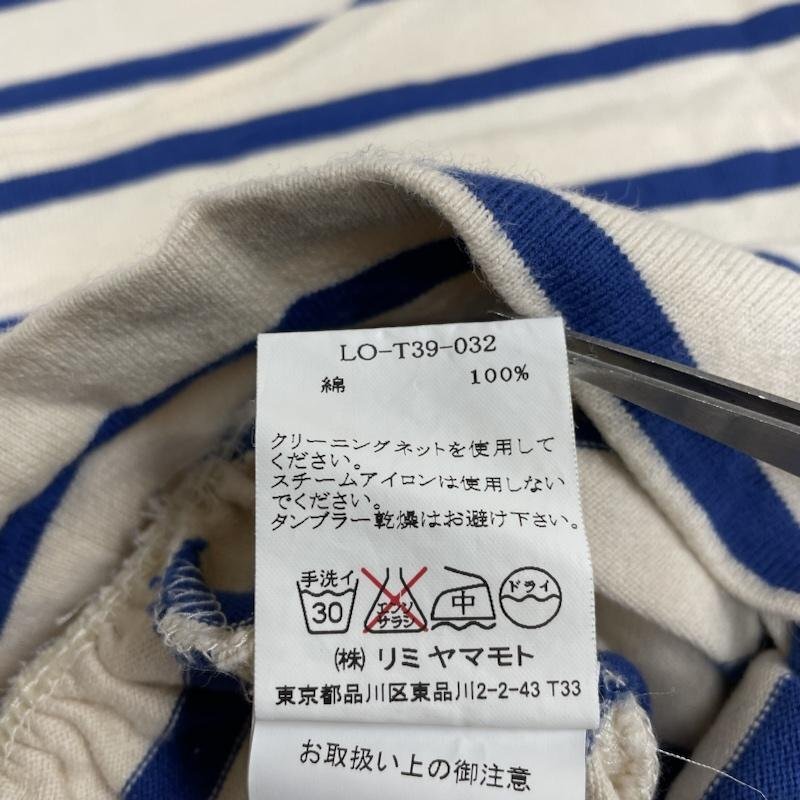 LO-T39-032
綿 100%
クリーニングネットを使用して
ください。
スチームアイロンは使用しない
でください。
タンブラー乾燥はお避け下さい。
手洗イ
30
エンソ
サラシ
中
ドライ
(株) リミ ヤマモト
東京都品川区東品川2-2-43 T33
お取扱い上の御注意